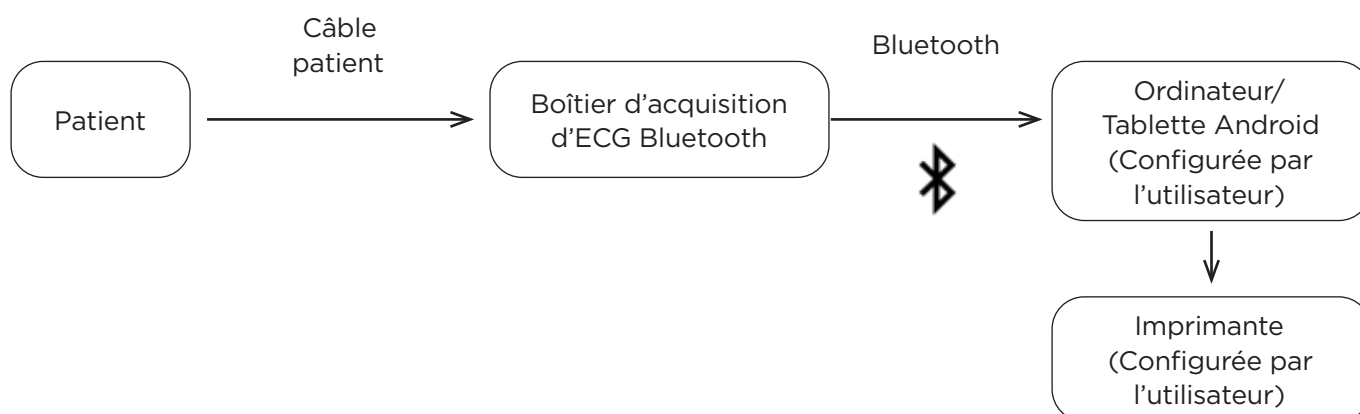 Câble
patient
Bluetooth
Patient
Boîtier d'acquisition
d'ECG Bluetooth
Ordinateur/
Tablette Android
(Configurée par
l'utilisateur)
Imprimante
(Configurée par
l'utilisateur)